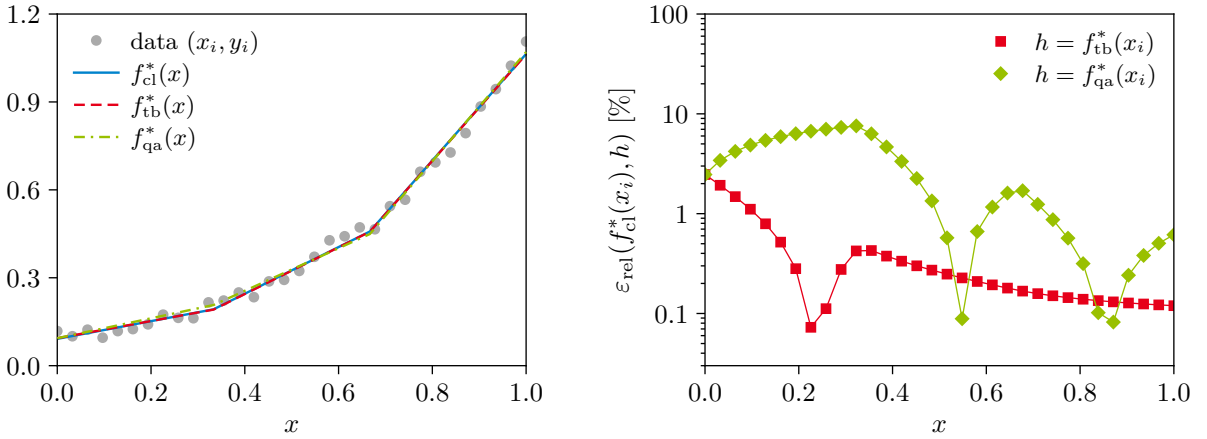 1.2
0.9
0.6
0.3
0.0
0.0 0.2 0.4 0.6 0.8 1.0
x
data (x_i, y_i)
f*_cl(x)
f*_tb(x)
f*_qa(x)
100
10
1
0.1
0.0 0.2 0.4 0.6 0.8 1.0
x
ε_rel(f*_cl(x_i), h) [%]
h = f*_tb(x_i)
h = f*_qa(x_i)